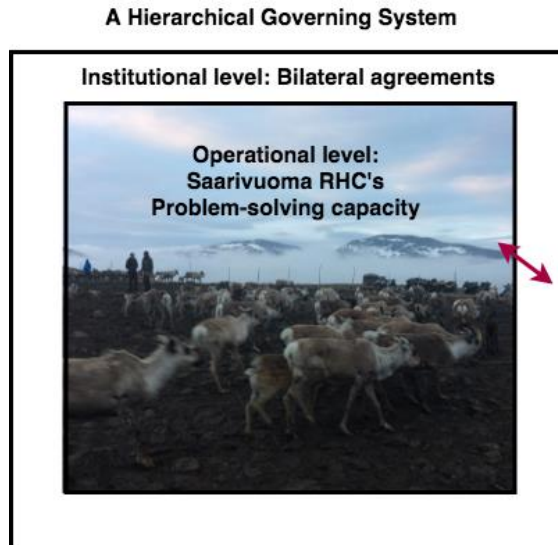 A Hierarchical Governing System
Institutional level: Bilateral agreements
Operational level:
Saarivuoma RHC's
Problem-solving capacity